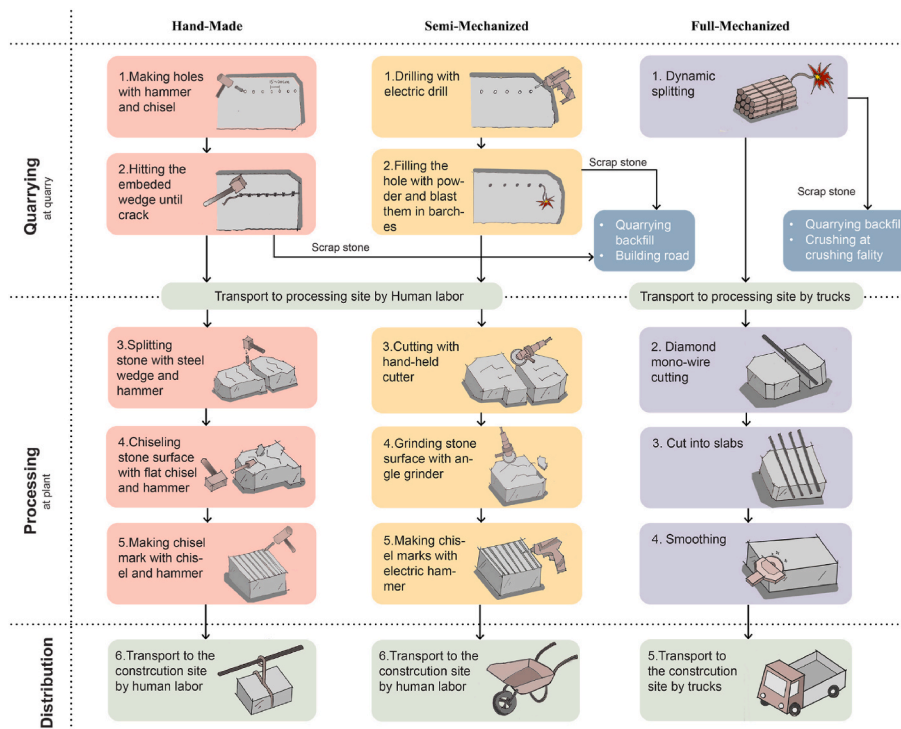 Hand-Made
Semi-Mechanized
Full-Mechanized
Quarrying
at quarry
1.Making holes
with hammer
and chisel
1.Drilling with
electric drill
1. Dynamic
splitting
2.Hitting the
embeded
wedge until
crack
2.Filling the
hole with pow-
der and blast
them in barch-
es
Scrap stone
Scrap stone
Scrap stone
• Quarrying
backfill
• Building road
• Quarrying backfil
• Crushing at
crushing fality
Transport to processing site by Human labor
Transport to processing site by trucks
Processing
at plant
3.Splitting
stone with steel
wedge and
hammer
3.Cutting with
hand-held
cutter
2. Diamond
mono-wire
cutting
4.Chiseling
stone surface
with flat chisel
and hammer
4.Grinding stone
surface with an-
gle grinder
3. Cut into slabs
5.Making chisel
mark with chis-
el and hammer
5.Making chis-
sel marks with
electric ham-
mer
4. Smoothing
Distribution
6.Transport to the
constrcution site
by human labor
6.Transport to the
constrcution site
by human labor
5.Transport to
the constrcution
site by trucks